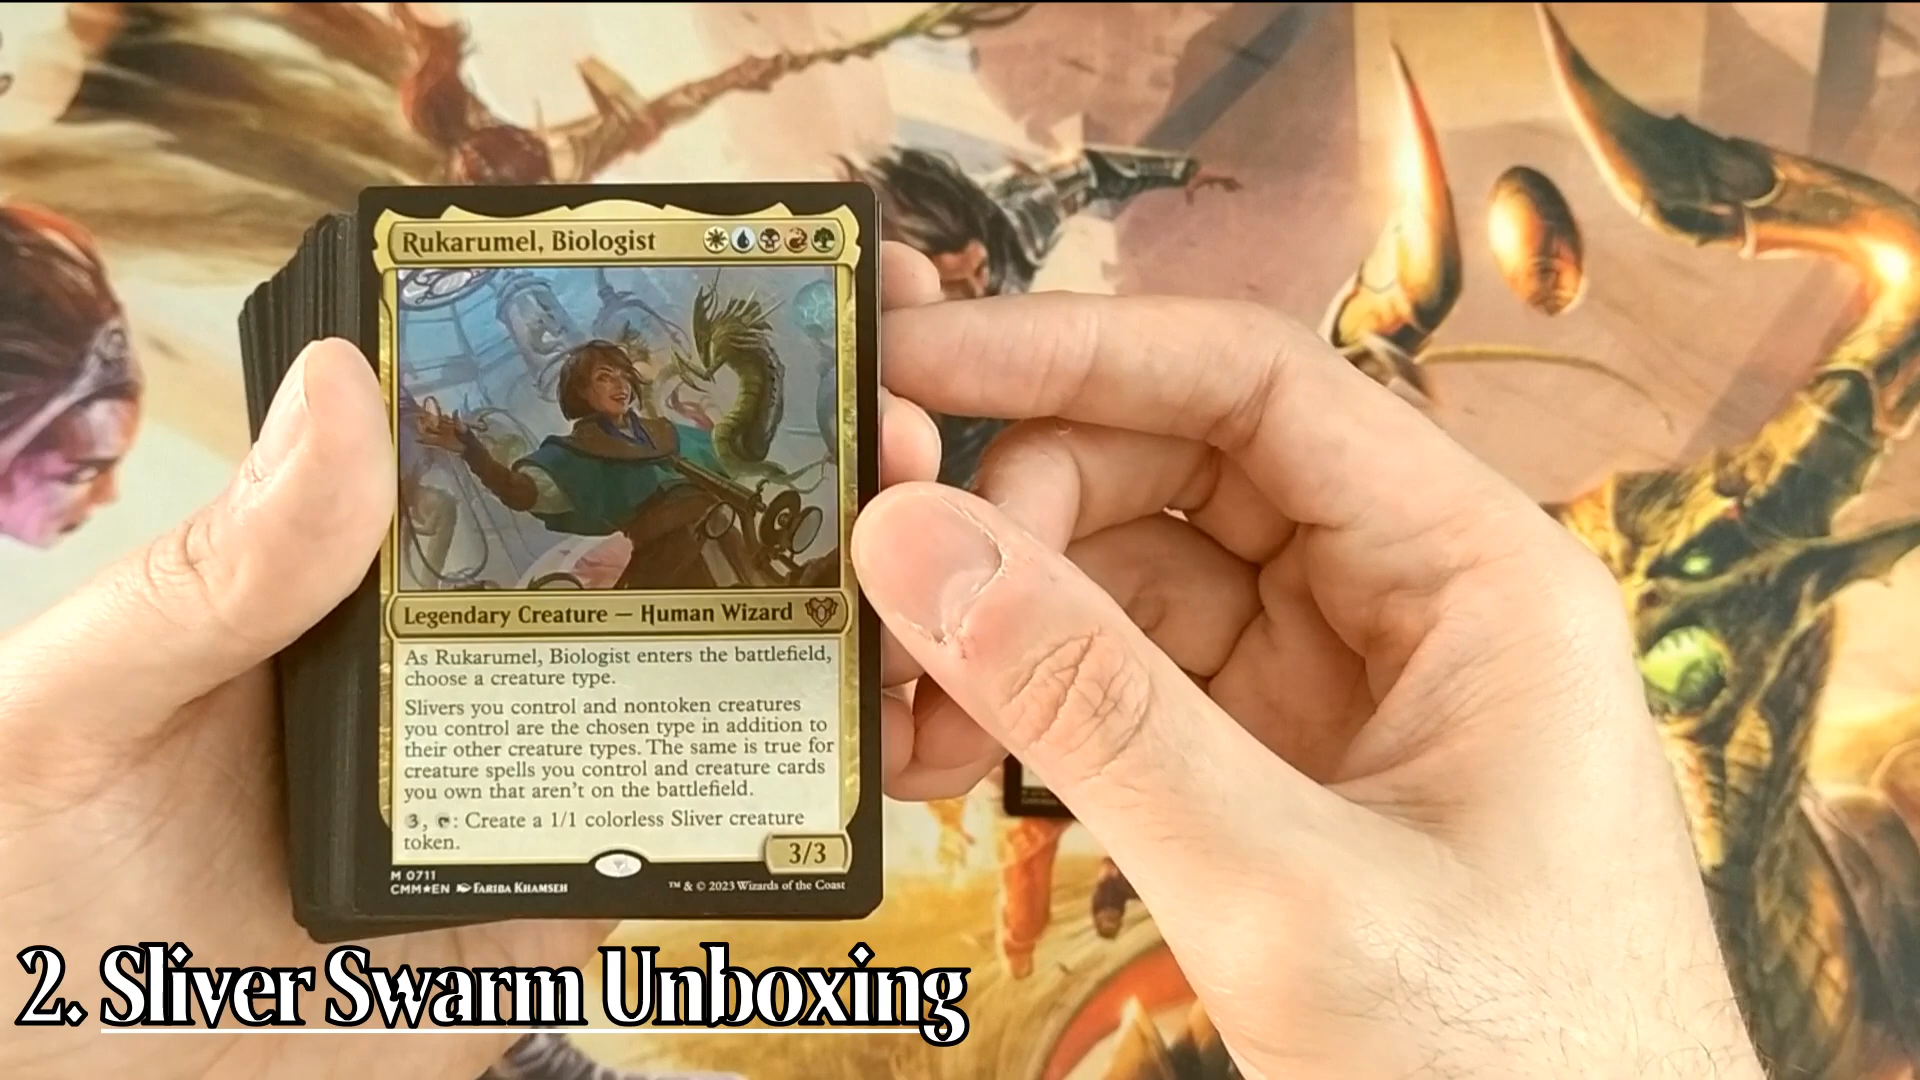 Rukarumel, Biologist
Legendary Creature — Human Wizard
As Rukarumel, Biologist enters the battlefield,
choose a creature type.
Slivers you control and nontoken creatures
you control are the chosen type in addition to
their other creature types. The same is true for
creature spells you control and creature cards
you own that aren't on the battlefield.
3, : Create a 1/1 colorless Sliver creature
token.
3/3
M 0711
CMM★EN Fariba Khamseh
™ & © 2023 Wizards of the Coast
2. Sliver Swarm Unboxing